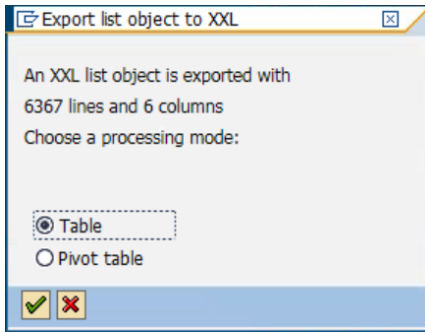 Export list object to XXL
An XXL list object is exported with
6367 lines and 6 columns
Choose a processing mode:
Table
Pivot table